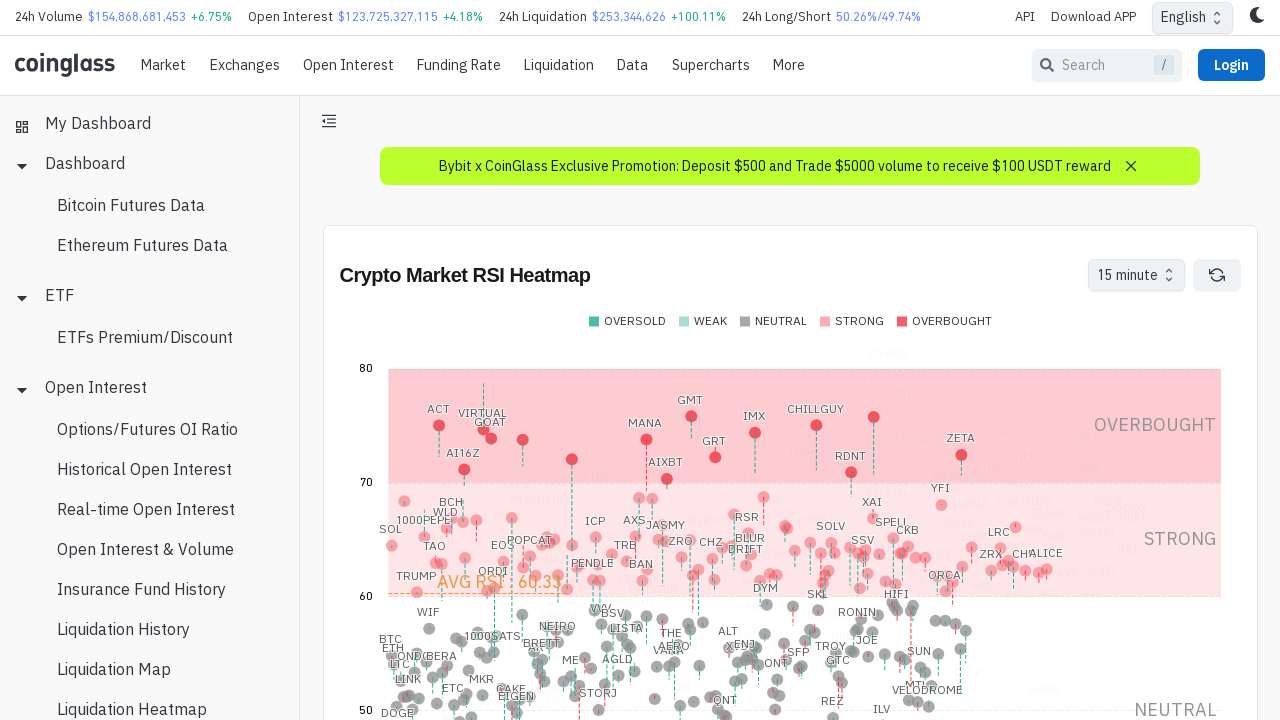 24h Volume $154,868,681,453 +6.75% 24h Open Interest $123,725,327,115 +4.18% 24h Liquidation $253,344,626 +100.11% 24h Long/Short 50.26%/49.74% API Download APP English
coinglass Market Exchanges Open Interest Funding Rate Liquidation Data Supercharts More Search / Login
My Dashboard
Dashboard
Bitcoin Futures Data
Ethereum Futures Data
ETF
ETFs Premium/Discount
Open Interest
Options/Futures OI Ratio
Historical Open Interest
Real-time Open Interest
Open Interest & Volume
Insurance Fund History
Liquidation History
Liquidation Map
Liquidation Heatmap
Bybit x CoinGlass Exclusive Promotion: Deposit $500 and Trade $5000 volume to receive $100 USDT reward
Crypto Market RSI Heatmap 15 minute
OVERSOLD WEAK NEUTRAL STRONG OVERBOUGHT
80
GMT
ACT VIRTUAL IMX CHILLGUY
GOAT MANA OVERBOUGHT
GRT ZETA
AI16Z AIXBT RDNT
70
YFI
BCH XAI
WLD
1000PEPE ICP AXS JASMY RSR SOLV SPELL
SOL CKB LRC
EOS POPCAT ZRO CHZ BLUR SSV STRONG
TAO TRB DRIFT ZRX ALICE
PENDLE BAN
TRUMP ORDI ORCA
AVG RSI : 60.33 DYM
60
SKL HIFI
WIF BSV RONIN
NEIRO LISTA THE ALT
BTC 1000SATS JOE
ETH BRETT AERO TROY
BERA ME AGLD ONT SFP GTC SUN
LTC
LINK MKR
ETC CAKE STORJ VELODROME
EIGEN QNT REZ
50
DOGE ILV NEUTRAL